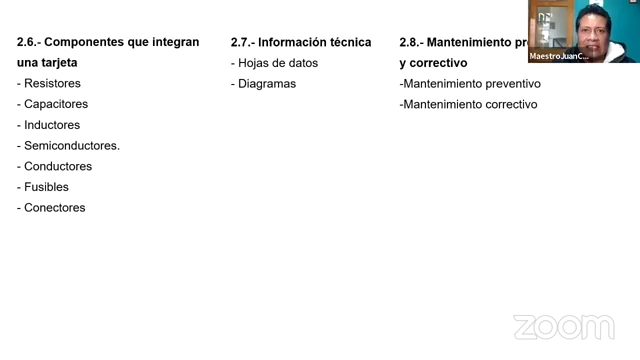 2.6.- Componentes que integran
una tarjeta
- Resistores
- Capacitores
- Inductores
- Semiconductores.
- Conductores
- Fusibles
- Conectores
2.7.- Información técnica
- Hojas de datos
- Diagramas
2.8.- Mantenimiento
y correctivo
-Mantenimiento preventivo
-Mantenimiento correctivo
MaestroJuanC...
zoom